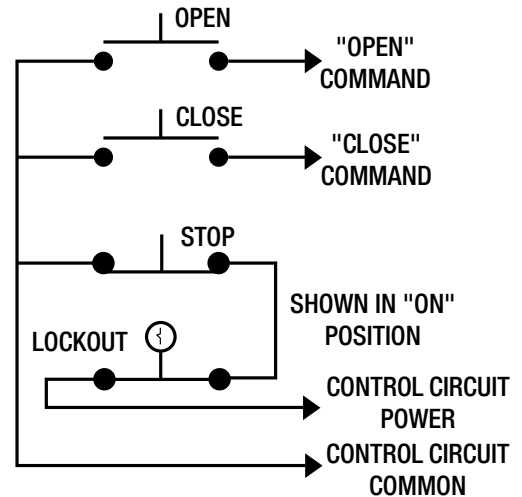 OPEN
"OPEN"
COMMAND
CLOSE
"CLOSE"
COMMAND
STOP
SHOWN IN "ON"
POSITION
LOCKOUT
CONTROL CIRCUIT
POWER
CONTROL CIRCUIT
COMMON